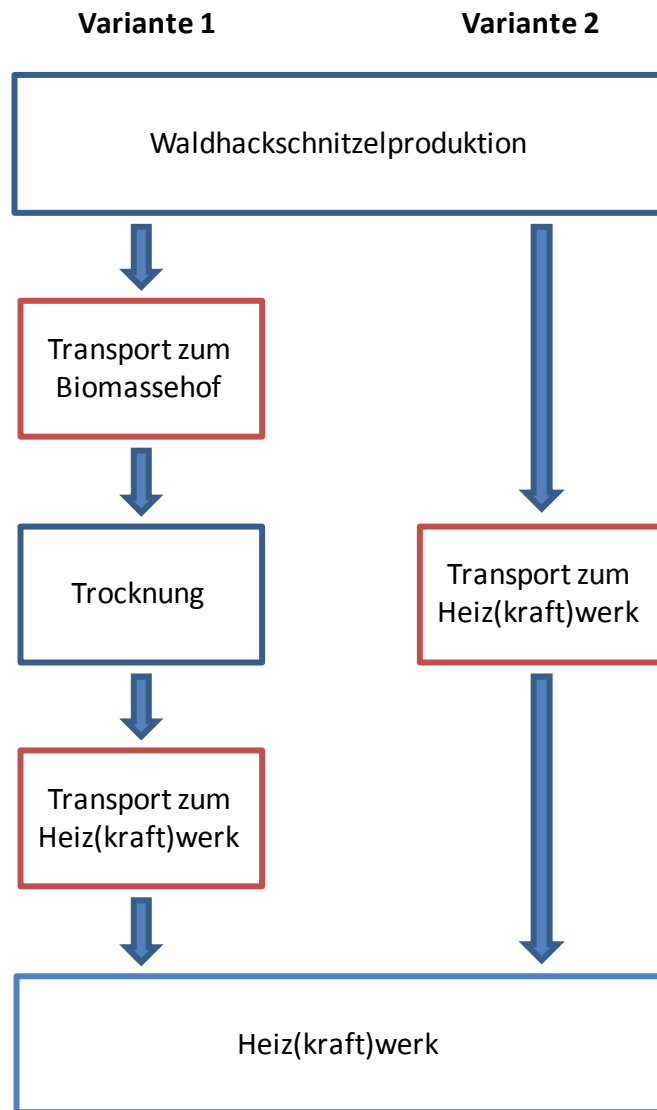 Variante 1
Variante 2
Waldhackschnitzelproduktion
Transport zum
Biomassehof
Trocknung
Transport zum
Heiz(kraft)werk
Transport zum
Heiz(kraft)werk
Heiz(kraft)werk